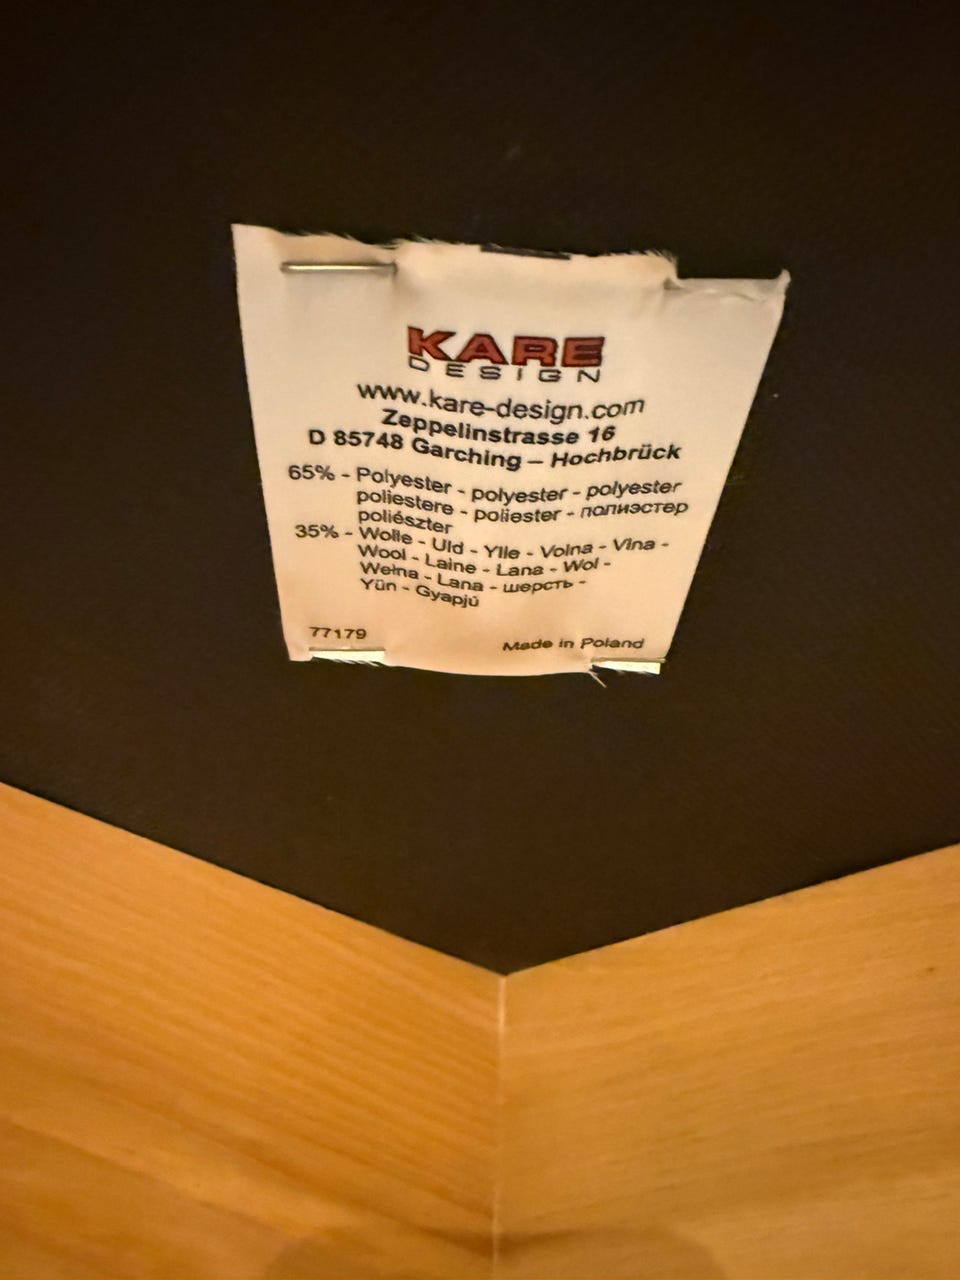 KARE
DESIGN
www.kare-design.com
Zeppelinstrasse 16
D 85748 Garching – Hochbrück
65% - Polyester - polyester - polyester
poliestere - poliester - полиэстер
poliészter
35% - Wolle - Uld - Ylle - Volna - Vlna -
Wool - Laine - Lana - Wol -
Wełna - Lana - шерсть -
Yün - Gyapjú
77179
Made in Poland